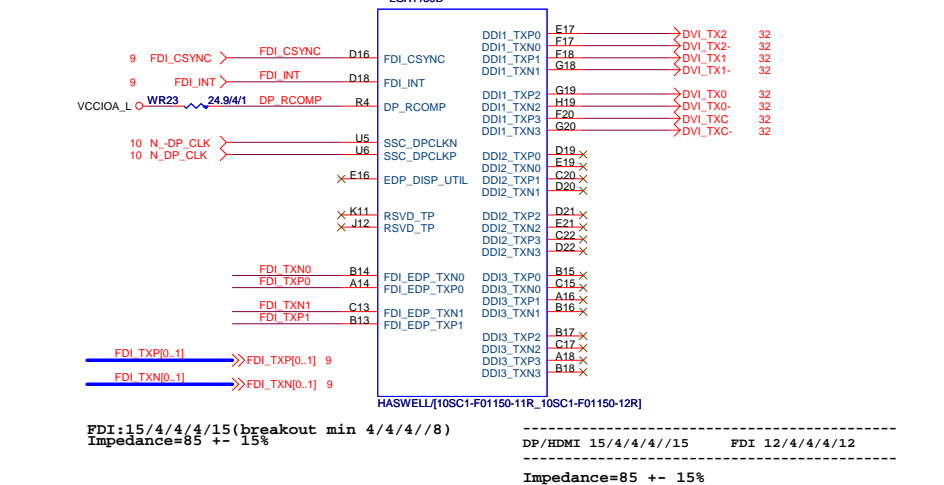 9 FDI_CSYNC FDI_CSYNC D16 FDI_CSYNC
9 FDI_INT FDI_INT D18 FDI_INT
VCCIOA_L WR23 24.9/4/1 DP_RCOMP R4 DP_RCOMP
10 N_-DP_CLK U5 SSC_DPCLKN
10 N_DP_CLK U6 SSC_DPCLKP
E16 EDP_DISP_UTIL
K11 RSVD_TP
J12 RSVD_TP
FDI_TXN0 B14 FDI_EDP_TXN0
FDI_TXP0 A14 FDI_EDP_TXP0
FDI_TXN1 C13 FDI_EDP_TXN1
FDI_TXP1 B13 FDI_EDP_TXP1
FDI_TXP[0..1] FDI_TXP[0..1] 9
FDI_TXN[0..1] FDI_TXN[0..1] 9
DDI1_TXP0 E17 DVI_TX2 32
DDI1_TXN0 F17 DVI_TX2- 32
DDI1_TXP1 F18 DVI_TX1 32
DDI1_TXN1 G18 DVI_TX1- 32
DDI1_TXP2 G19 DVI_TX0 32
DDI1_TXN2 H19 DVI_TX0- 32
DDI1_TXP3 F20 DVI_TXC 32
DDI1_TXN3 G20 DVI_TXC- 32
DDI2_TXP0 D19
DDI2_TXN0 E19
DDI2_TXP1 C20
DDI2_TXN1 D20
DDI2_TXP2 D21
DDI2_TXN2 E21
DDI2_TXP3 C22
DDI2_TXN3 D22
DDI3_TXP0 B15
DDI3_TXN0 C15
DDI3_TXP1 A16
DDI3_TXN1 B16
DDI3_TXP2 B17
DDI3_TXN2 C17
DDI3_TXP3 A18
DDI3_TXN3 B18
HASWELL/[10SC1-F01150-11R_10SC1-F01150-12R]
FDI:15/4/4/4/15(breakout min 4/4/4//8)
Impedance=85 +- 15%
DP/HDMI 15/4/4/4//15 FDI 12/4/4/4/12
Impedance=85 +- 15%